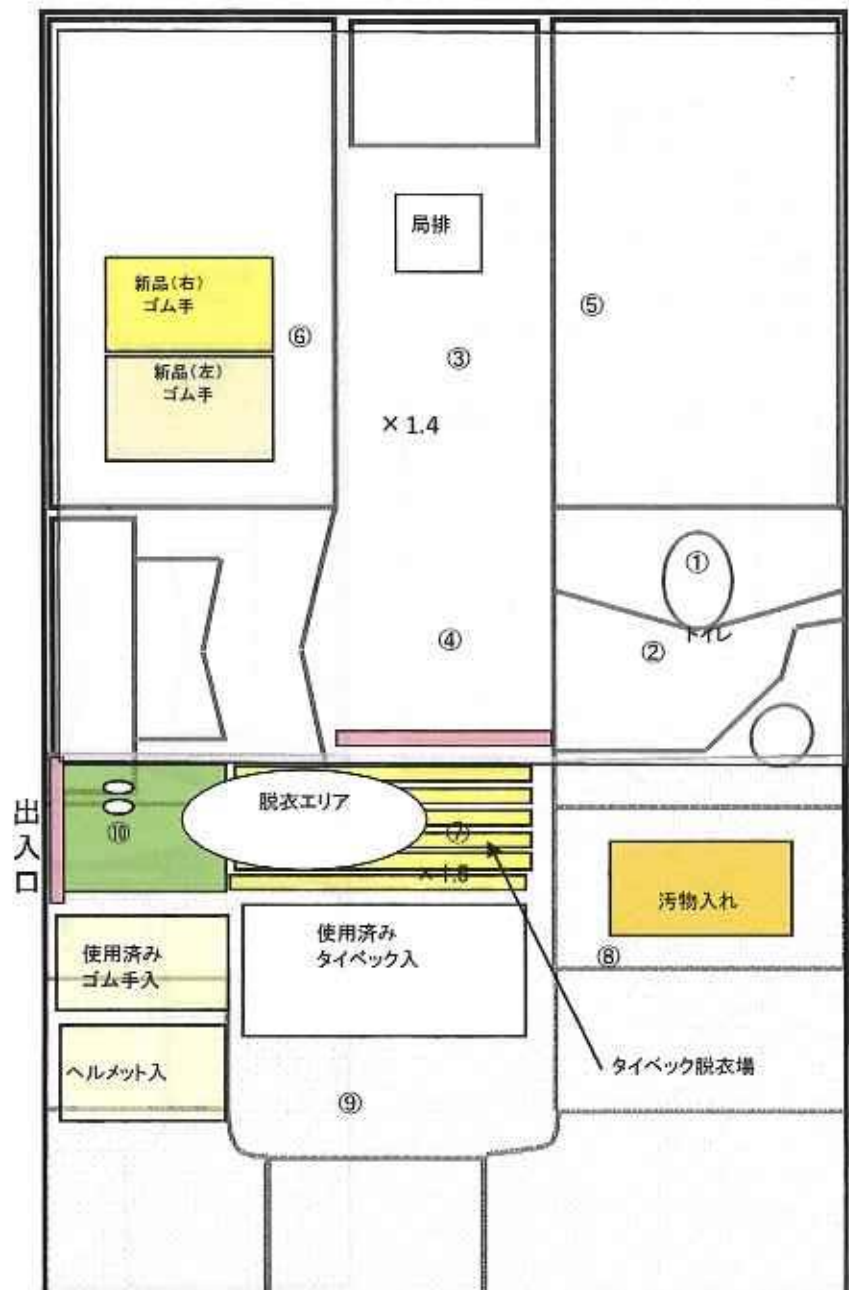 局排
新品(右)
ゴム手
⑤
⑥
③
新品(左)
ゴム手
× 1.4
①
トイレ
②
④
出入口
脱衣エリア
⑩
⑦
汚物入れ
使用済み
タイベック入
使用済み
ゴム手入
⑧
タイベック脱衣場
ヘルメット入
⑨